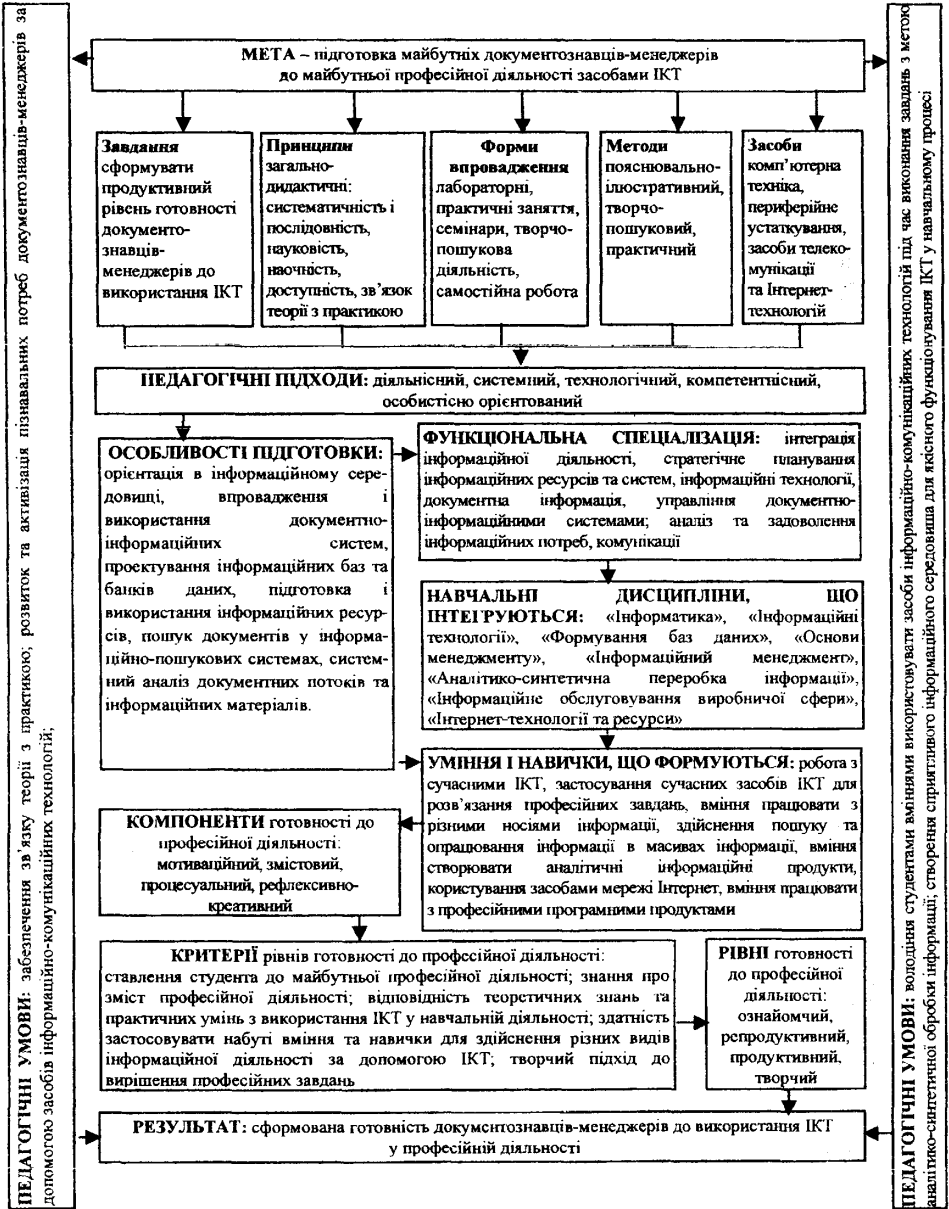 ПЕДАГОГІЧНІ УМОВИ: забезпечення зв'язку теорії з практикою; розвиток та активізація пізнавальних потреб документознавців-менеджерів за
допомогою засобів інформаційно-комунікаційних технологій;
МЕТА – підготовка майбутніх документознавців-менеджерів
до майбутньої професійної діяльності засобами ІКТ
Завдання
сформувати
продуктивний
рівень готовності
документо-
знавців-
менеджерів до
використання ІКТ
Принципи
загально-
дидактичні:
систематичність і
послідовність,
науковість,
наочність,
доступність, зв'язок
теорії з практикою
Форми
впровадження
лабораторні,
практичні заняття,
семінари, творчо-
пошукова
діяльність,
самостійна робота
Методи
пояснювально-
ілюстративний,
творчо-
пошуковий,
практичний
Засоби
комп'ютерна
техніка,
периферійне
устаткування,
засоби телеко-
мунікації
та Інтернет-
технологій
ПЕДАГОГІЧНІ ПІДХОДИ: діяльнісний, системний, технологічний, компетентнісний,
особистісно орієнтований
ОСОБЛИВОСТІ ПІДГОТОВКИ:
орієнтація в інформаційному сере-
довищі, впровадження і
використання документно-
інформаційних систем,
проектування інформаційних баз та
банків даних, підготовка і
використання інформаційних ресур-
сів, пошук документів у інформа-
ційно-пошукових системах, систем-
ний аналіз документних потоків та
інформаційних матеріалів.
ФУНКЦІОНАЛЬНА СПЕЦІАЛІЗАЦІЯ: інтеграція
інформаційної діяльності, стратегічне планування
інформаційних ресурсів та систем, інформаційні технології,
документна інформація, управління документно-
інформаційними системами; аналіз та задоволення
інформаційних потреб, комунікації
НАВЧАЛЬНІ ДИСЦИПЛІНИ, ЩО
ІНТЕГРУЮТЬСЯ: «Інформатика», «Інформаційні
технології», «Формування баз даних», «Основи
менеджменту», «Інформаційний менеджмент»,
«Аналітико-синтетична переробка інформації»,
«Інформаційне обслуговування виробничої сфери»,
«Інтернет-технології та ресурси»
УМІННЯ І НАВИЧКИ, ЩО ФОРМУЮТЬСЯ: робота з
сучасними ІКТ, застосування сучасних засобів ІКТ для
розв'язання професійних завдань, вміння працювати з
різними носіями інформації, здійснення пошуку та
опрацювання інформації в масивах інформації, вміння
створювати аналітичні інформаційні продукти,
користування засобами мережі Інтернет, вміння працювати
з професійними програмними продуктами
КОМПОНЕНТИ готовності до
професійної діяльності:
мотиваційний, змістовий,
процесуальний, рефлексивно-
креативний
КРИТЕРІЇ рівнів готовності до професійної діяльності:
ставлення студента до майбутньої професійної діяльності; знання про
зміст професійної діяльності; відповідність теоретичних знань та
практичних умінь з використання ІКТ у навчальній діяльності; здатність
застосовувати набуті вміння та навички для здійснення різних видів
інформаційної діяльності за допомогою ІКТ; творчий підхід до
вирішення професійних завдань
РІВНІ готовності
до професійної
діяльності:
ознайомчий,
репродуктивний,
продуктивний,
творчий
РЕЗУЛЬТАТ: сформована готовність документознавців-менеджерів до використання ІКТ
у професійній діяльності
ПЕДАГОГІЧНІ УМОВИ: володіння студентами вміннями використовувати засоби інформаційно-комунікаційних технологій під час виконання завдань з метою
аналітико-синтетичної обробки інформації; створення сприятливого інформаційного середовища для якісного функціонування ІКТ у навчальному процесі